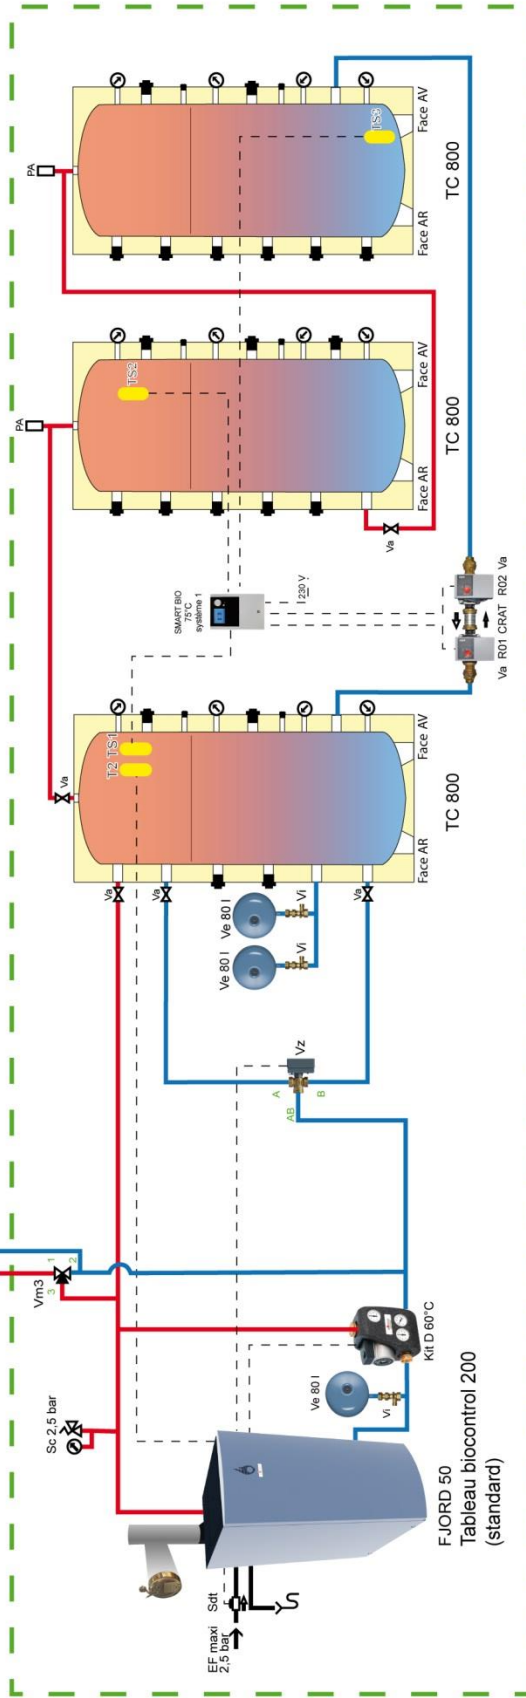 Vm3
1
2
3
Sc 2,5 bar
Va
PA
PA
Va
Va
T2
TS1
SMART BIO
75°C
système 1
TS2
TS3
230 V
EF maxi
2,5 bar
Sdt
FJORD 50
Tableau biocontrol 200
(standard)
Ve 80 l
Vi
Kit D 60°C
A
AB
B
Vz
Ve 80 l
Ve 80 l
Vi
Vi
Face AR
Face AV
TC 800
Va R01 CRAT R02 Va
Va
Face AR
Face AV
TC 800
Face AR
Face AV
TC 800